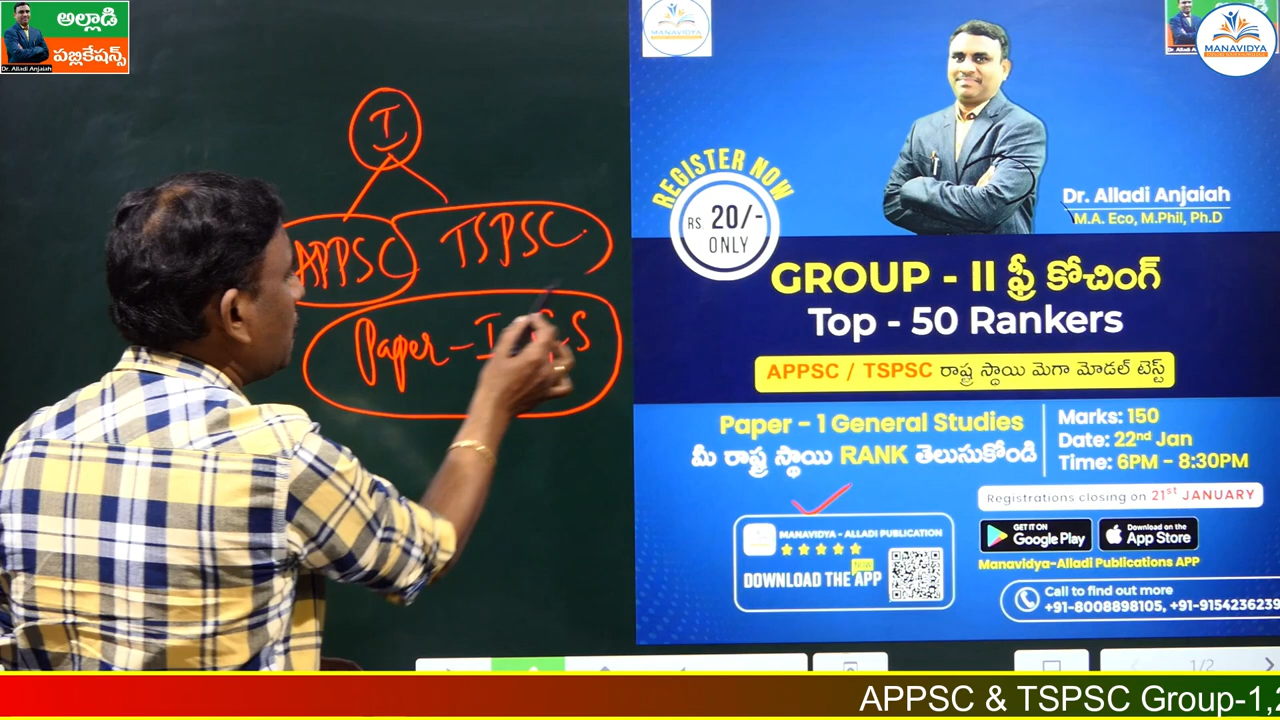 అల్లాడి
పబ్లికేషన్స్
Dr. Alladi Anjaiah
I
APPSC
TSPSC
Paper - I
S
MANAVIDYA
MANAVIDYA
REGISTER NOW
RS 20/-
ONLY
Dr. Alladi Anjaiah
M.A. Eco, M.Phil, Ph.D
GROUP - II ఫ్రీ కోచింగ్
Top - 50 Rankers
APPSC / TSPSC రాష్ట్ర స్థాయి మెగా మోడల్ టెస్ట్
Paper - 1 General Studies
మీ రాష్ట్ర స్థాయి RANK తెలుసుకోండి
Marks: 150
Date: 22nd Jan
Time: 6PM - 8:30PM
Registrations closing on 21st JANUARY
MANAVIDYA - ALLADI PUBLICATION
NOW
DOWNLOAD THE APP
GET IT ON
Google Play
Download on the
App Store
Manavidya-Alladi Publications APP
Call to find out more
+91-8008898105, +91-9154236239
1/2
APPSC & TSPSC Group-1,2